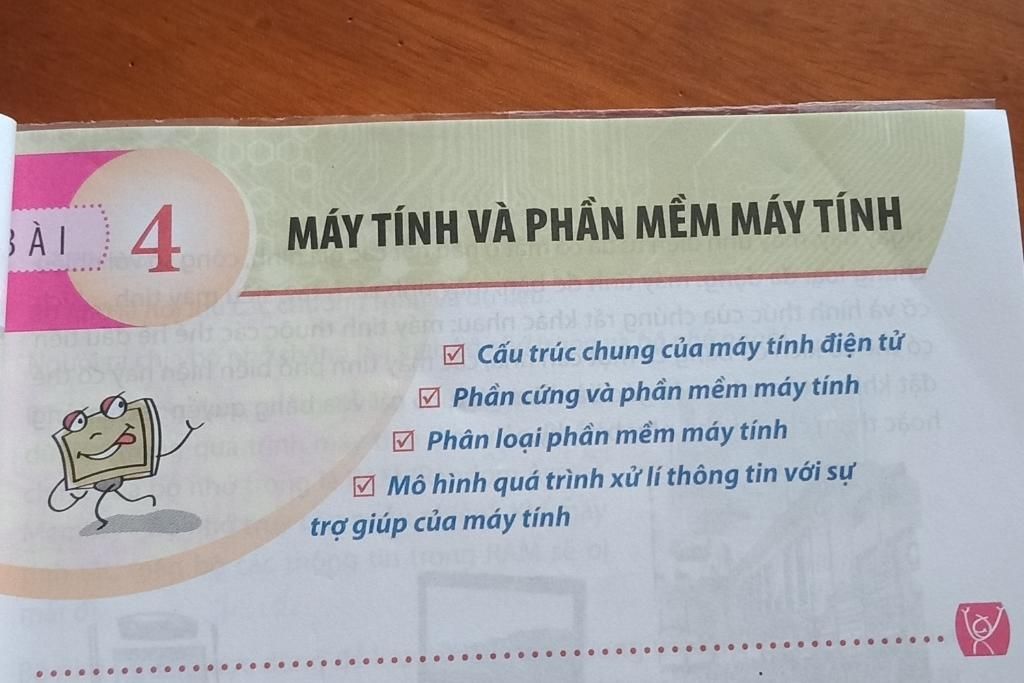 BÀI 4
MÁY TÍNH VÀ PHẦN MỀM MÁY TÍNH
Cấu trúc chung của máy tính điện tử
Phần cứng và phần mềm máy tính
Phân loại phần mềm máy tính
Mô hình quá trình xử lí thông tin với sự
trợ giúp của máy tính